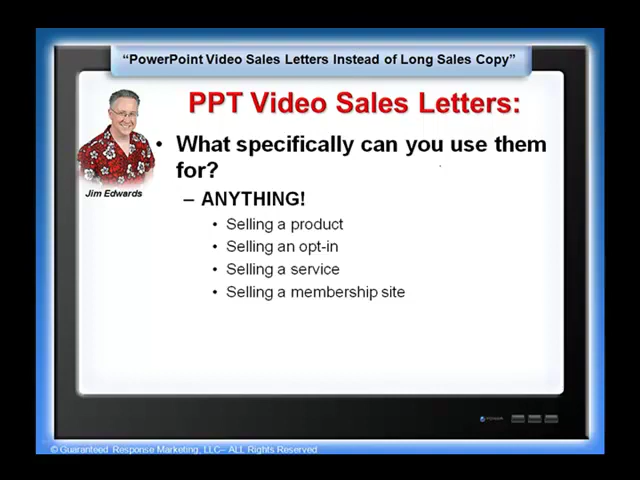 “PowerPoint Video Sales Letters Instead of Long Sales Copy”
PPT Video Sales Letters:
Jim Edwards
• What specifically can you use them
for?
– ANYTHING!
• Selling a product
• Selling an opt-in
• Selling a service
• Selling a membership site
© Guaranteed Response Marketing, LLC– ALL Rights Reserved